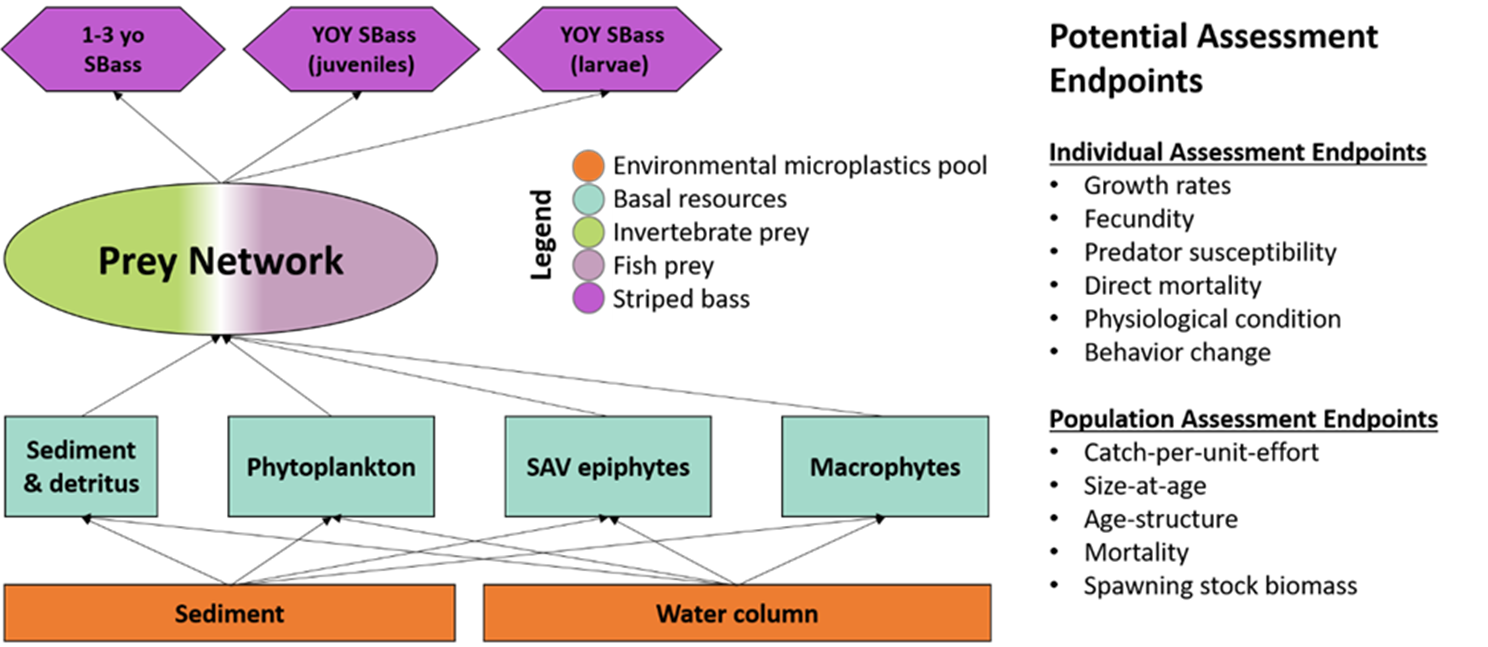 1-3 yo
SBass
YOY SBass
(juveniles)
YOY SBass
(larvae)
Prey Network
Legend
Environmental microplastics pool
Basal resources
Invertebrate prey
Fish prey
Striped bass
Sediment
& detritus
Phytoplankton
SAV epiphytes
Macrophytes
Sediment
Water column
Potential Assessment
Endpoints
Individual Assessment Endpoints
• Growth rates
• Fecundity
• Predator susceptibility
• Direct mortality
• Physiological condition
• Behavior change
Population Assessment Endpoints
• Catch-per-unit-effort
• Size-at-age
• Age-structure
• Mortality
• Spawning stock biomass